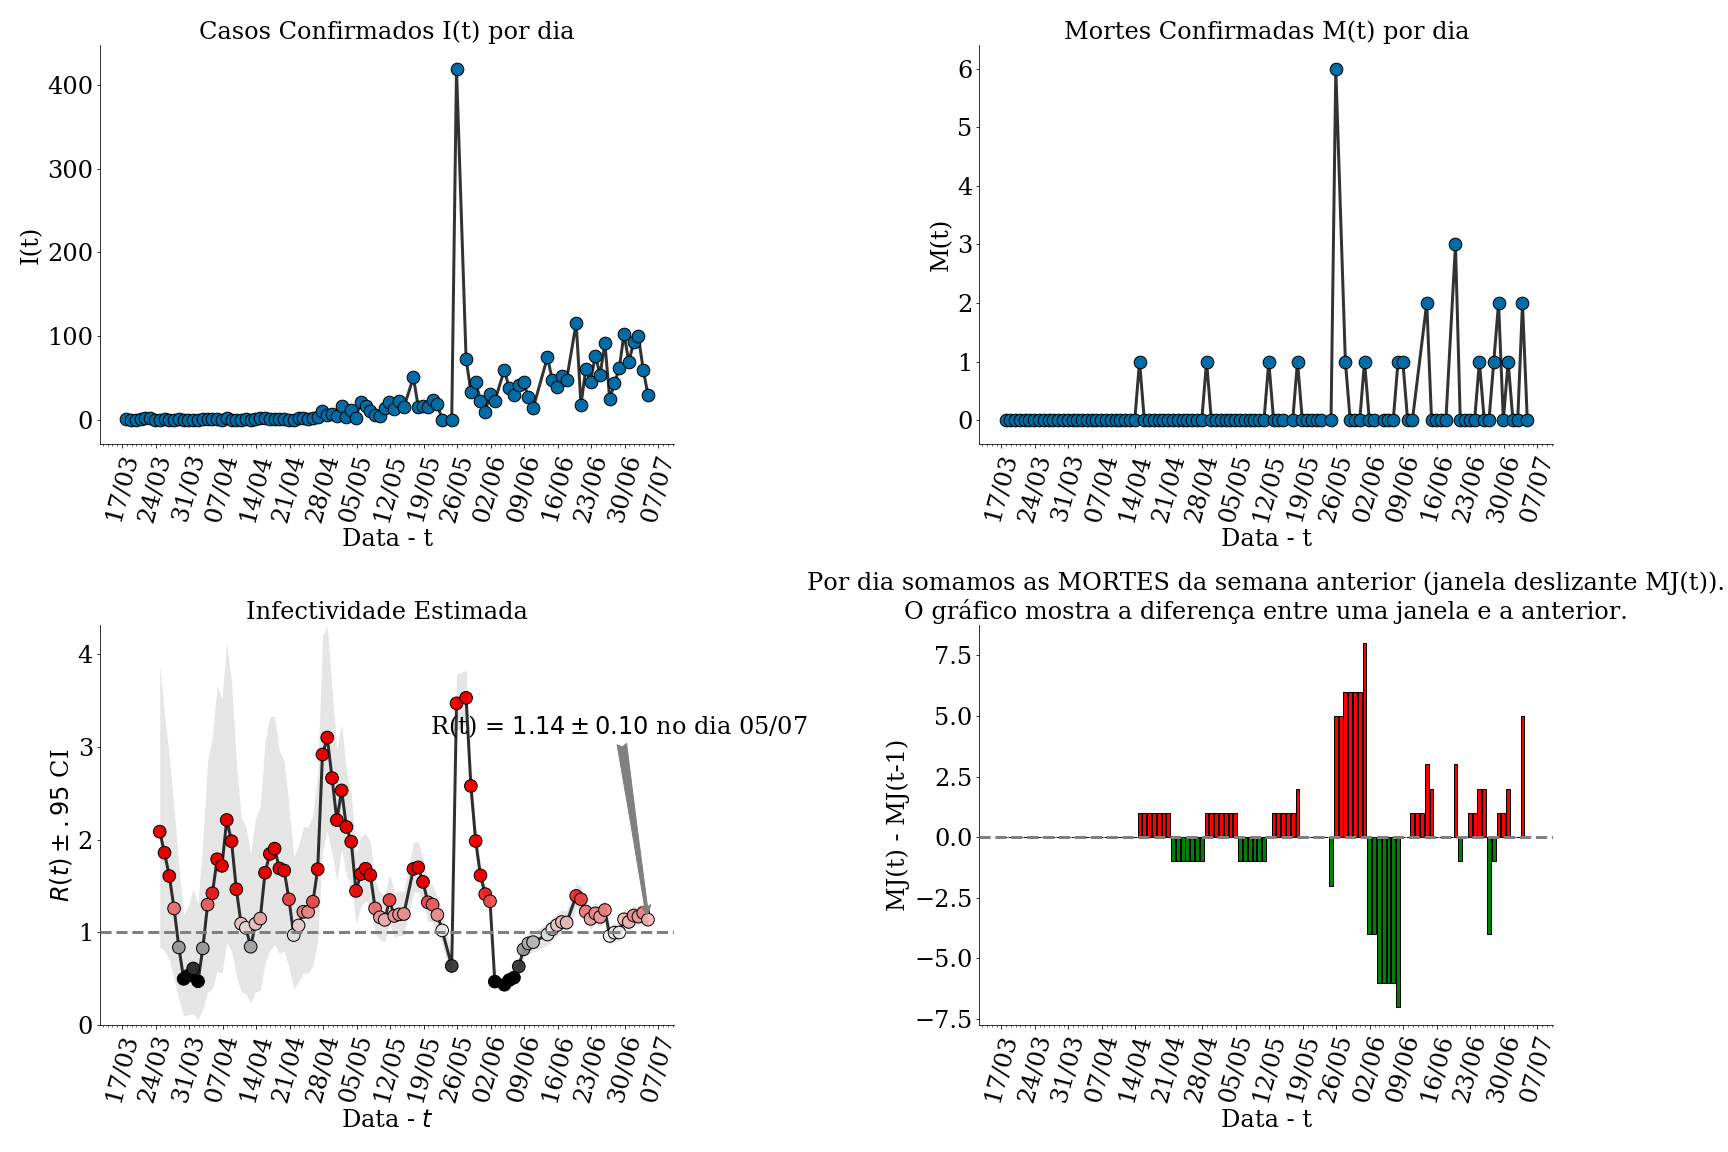 Casos Confirmados I(t) por dia
I(t)
400
300
200
100
0
17/03 24/03 31/03 07/04 14/04 21/04 28/04 05/05 12/05 19/05 26/05 02/06 09/06 16/06 23/06 30/06 07/07
Data - t
Mortes Confirmadas M(t) por dia
M(t)
6
5
4
3
2
1
0
17/03 24/03 31/03 07/04 14/04 21/04 28/04 05/05 12/05 19/05 26/05 02/06 09/06 16/06 23/06 30/06 07/07
Data - t
Infectividade Estimada
R(t) ± .95 CI
4
3
2
1
0
R(t) = 1.14 ± 0.10 no dia 05/07
17/03 24/03 31/03 07/04 14/04 21/04 28/04 05/05 12/05 19/05 26/05 02/06 09/06 16/06 23/06 30/06 07/07
Data - t
Por dia somamos as MORTES da semana anterior (janela deslizante MJ(t)).
O gráfico mostra a diferença entre uma janela e a anterior.
MJ(t) - MJ(t-1)
7.5
5.0
2.5
0.0
−2.5
−5.0
−7.5
17/03 24/03 31/03 07/04 14/04 21/04 28/04 05/05 12/05 19/05 26/05 02/06 09/06 16/06 23/06 30/06 07/07
Data - t